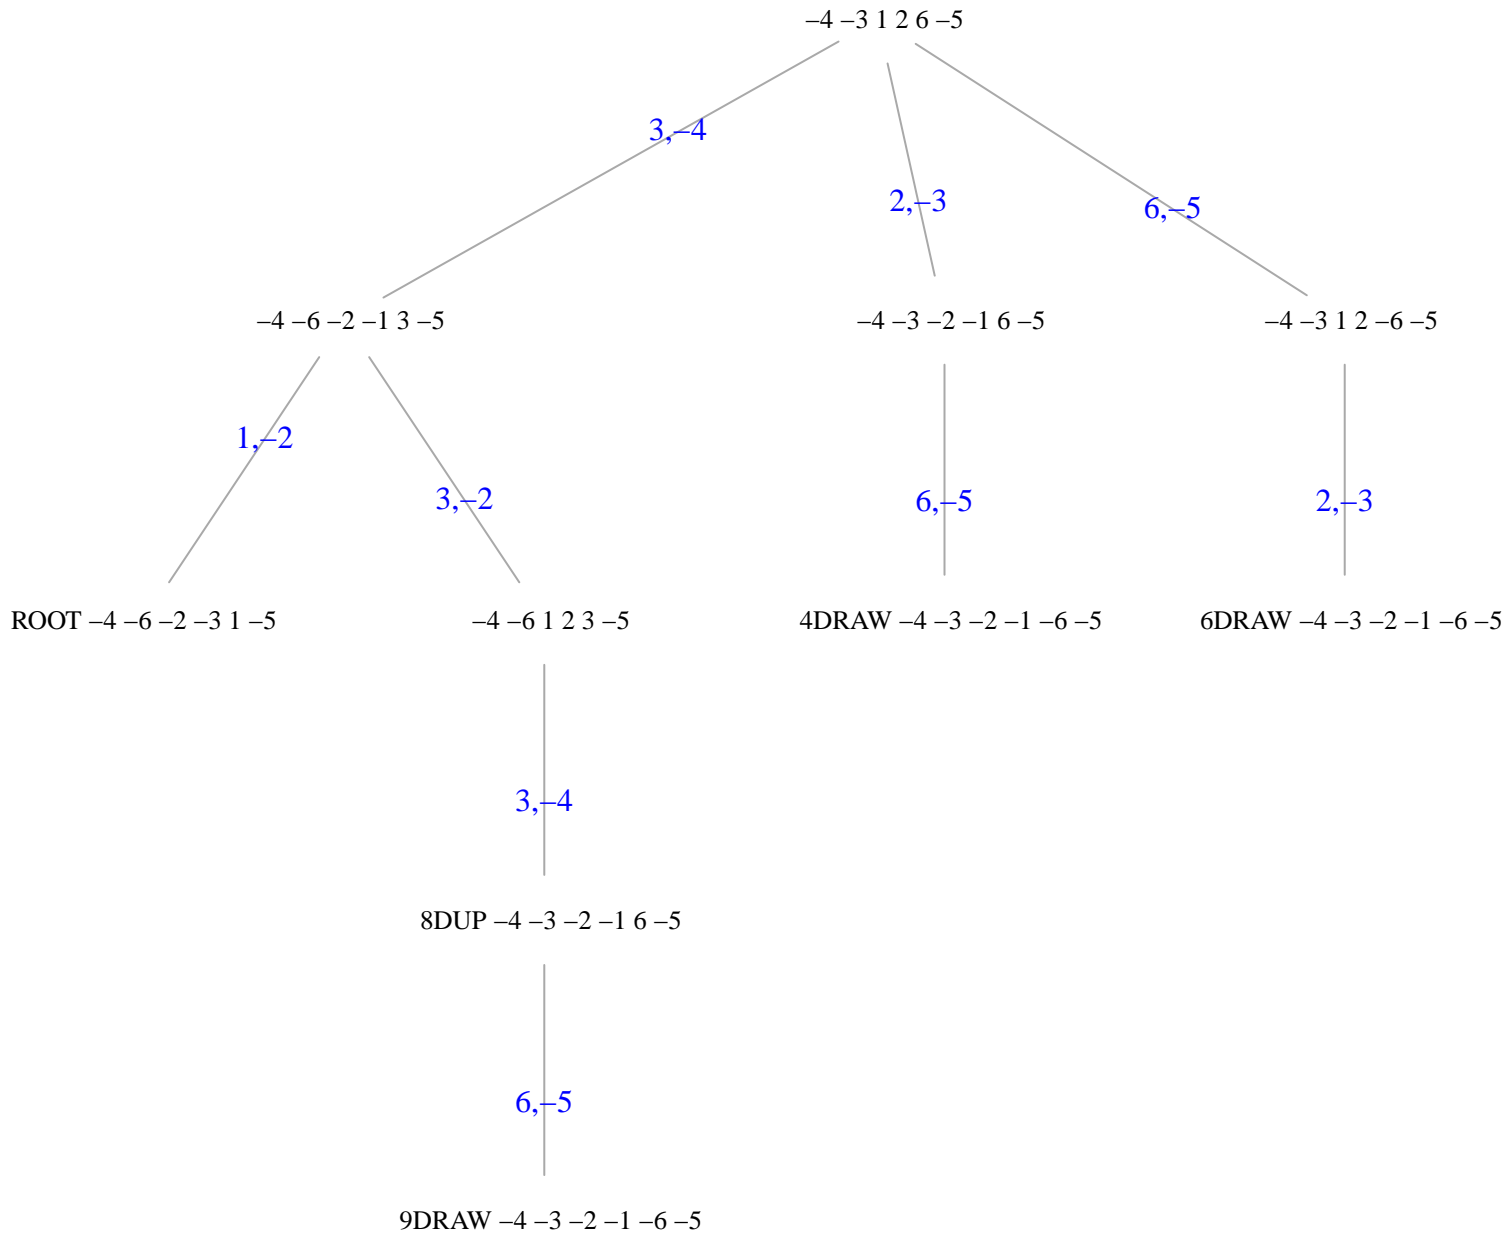 –4 –3 1 2 6 –5
3,–4
2,–3
6,–5
–4 –6 –2 –1 3 –5
–4 –3 –2 –1 6 –5
–4 –3 1 2 –6 –5
1,–2
3,–2
6,–5
2,–3
ROOT –4 –6 –2 –3 1 –5
–4 –6 1 2 3 –5
4DRAW –4 –3 –2 –1 –6 –5
6DRAW –4 –3 –2 –1 –6 –5
3,–4
8DUP –4 –3 –2 –1 6 –5
6,–5
9DRAW –4 –3 –2 –1 –6 –5